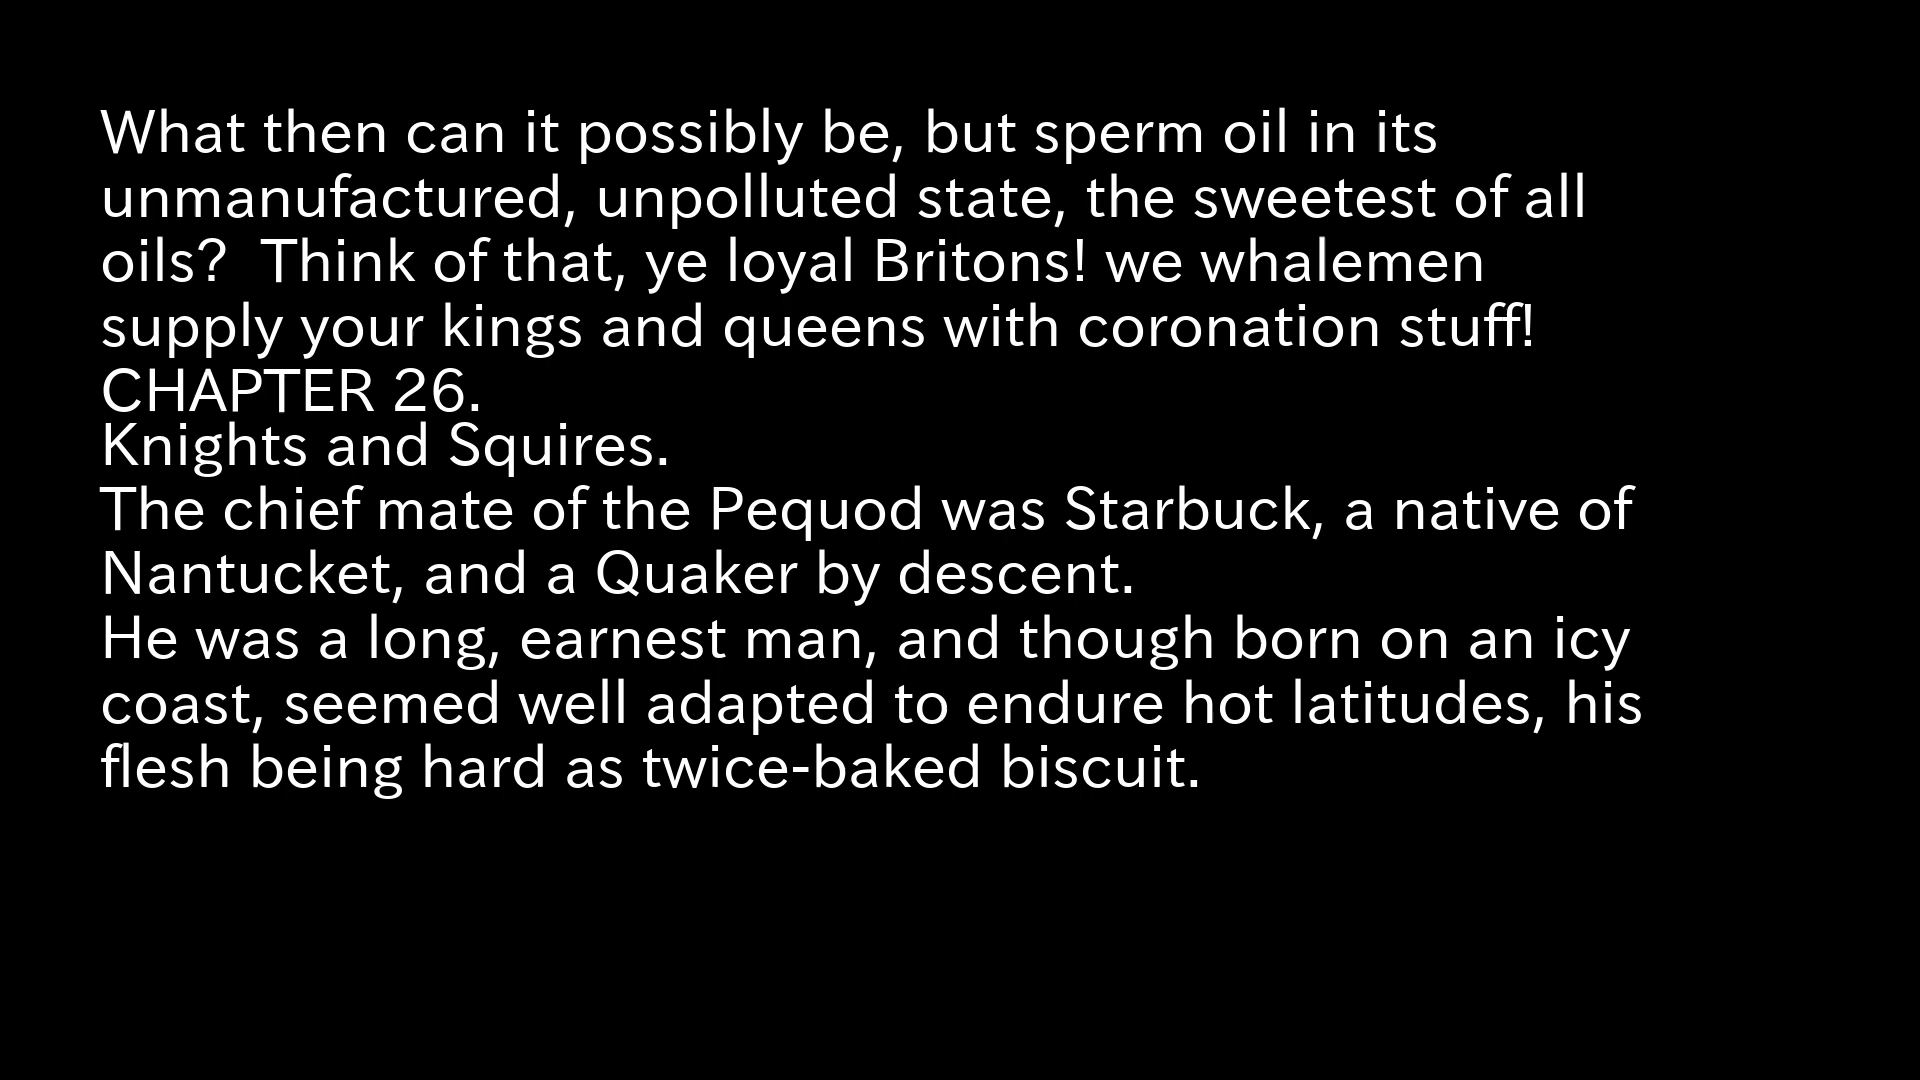 What then can it possibly be, but sperm oil in its
unmanufactured, unpolluted state, the sweetest of all
oils?  Think of that, ye loyal Britons! we whalemen
supply your kings and queens with coronation stuff!
CHAPTER 26.
Knights and Squires.
The chief mate of the Pequod was Starbuck, a native of
Nantucket, and a Quaker by descent.
He was a long, earnest man, and though born on an icy
coast, seemed well adapted to endure hot latitudes, his
flesh being hard as twice-baked biscuit.